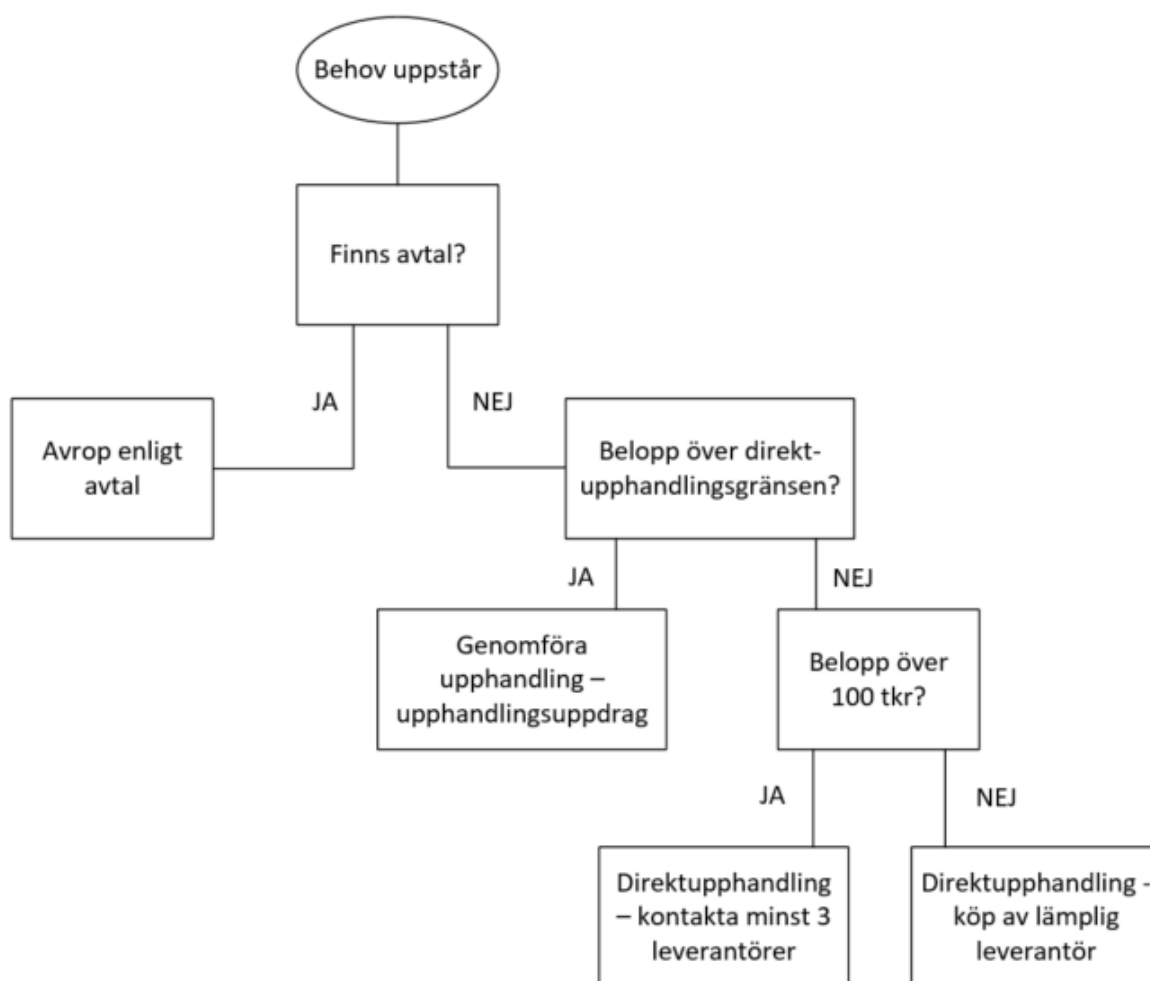 Behov uppstår
Finns avtal?
JA
NEJ
Avrop enligt
avtal
Belopp över direkt-
upphandlingsgränsen?
JA
NEJ
Genomföra
upphandling –
upphandlingsuppdrag
Belopp över
100 tkr?
JA
NEJ
Direktupphandling
– kontakta minst 3
leverantörer
Direktupphandling -
köp av lämplig
leverantör